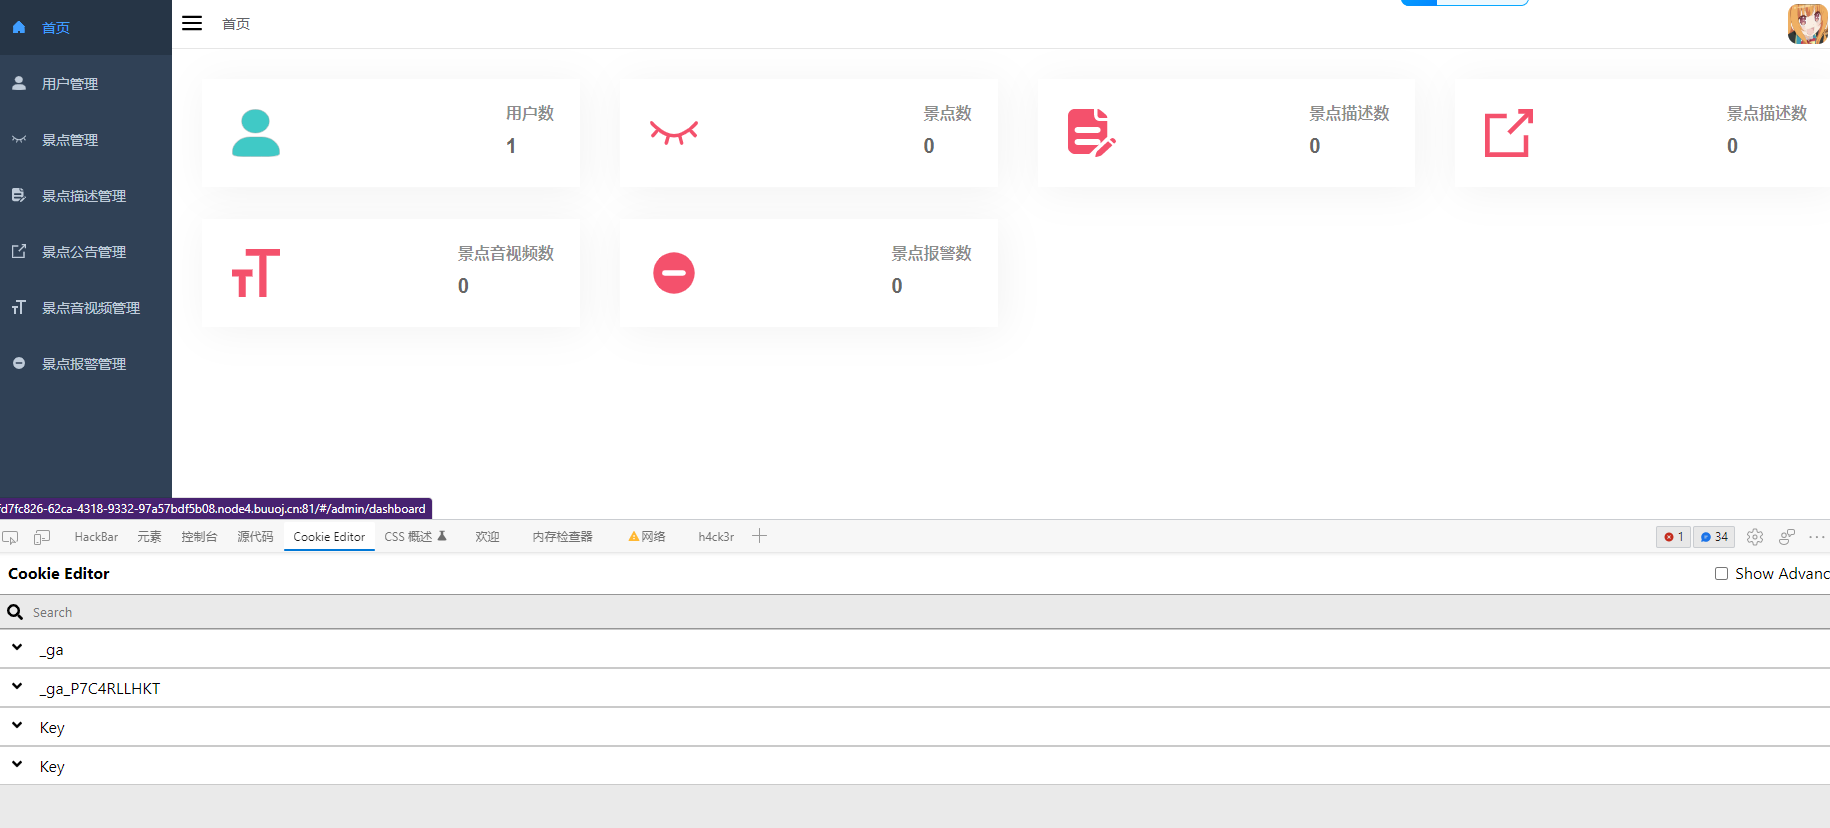 首页
用户管理
景点管理
景点描述管理
景点公告管理
景点音视频管理
景点报警管理
首页
用户数
1
景点数
0
景点描述数
0
景点描述数
0
景点音视频数
0
景点报警数
0
d7fc826-62ca-4318-9332-97a57bdf5b08.node4.buuoj.cn:81/#/admin/dashboard
HackBar 元素 控制台 源代码 Cookie Editor CSS 概述 欢迎 内存检查器 网络 h4ck3r 1 34
Cookie Editor
Show Advanc
Search
_ga
_ga_P7C4RLLHKT
Key
Key